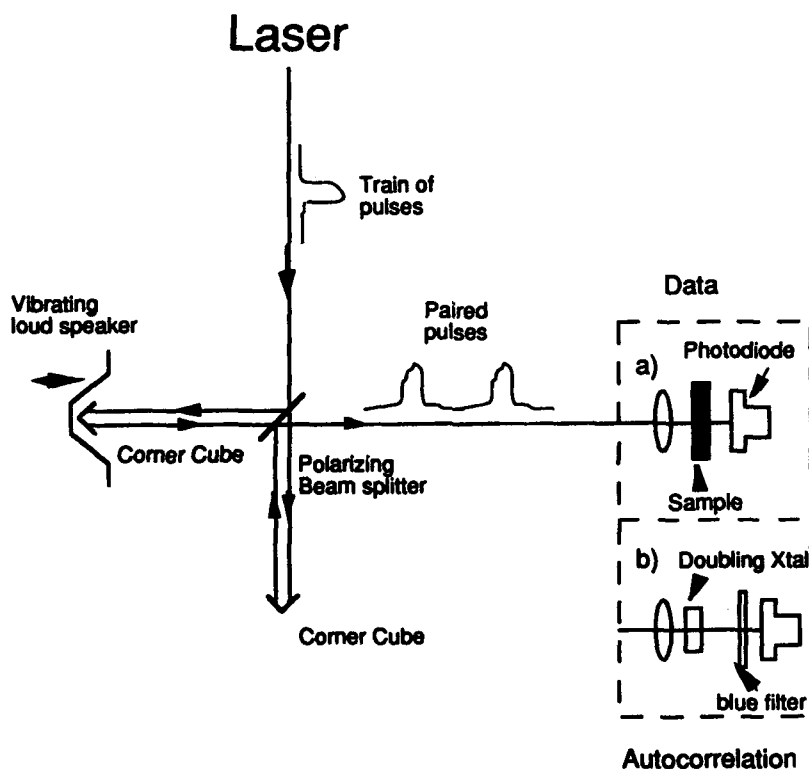 Laser
Train of
pulses
Vibrating
loud speaker
Paired
pulses
Data
a)
Photodiode
Corner Cube
Polarizing
Beam splitter
Sample
b)
Doubling Xtal
Corner Cube
blue filter
Autocorrelation